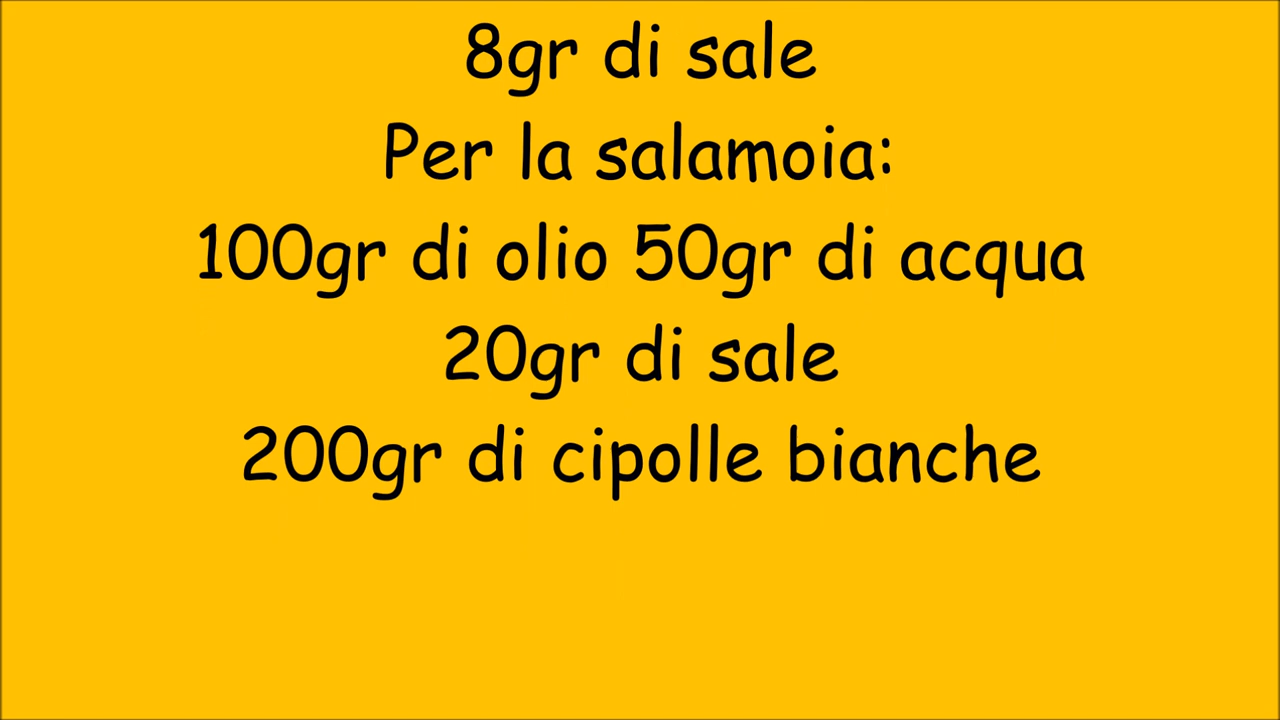 8gr di sale
Per la salamoia:
100gr di olio 50gr di acqua
20gr di sale
200gr di cipolle bianche